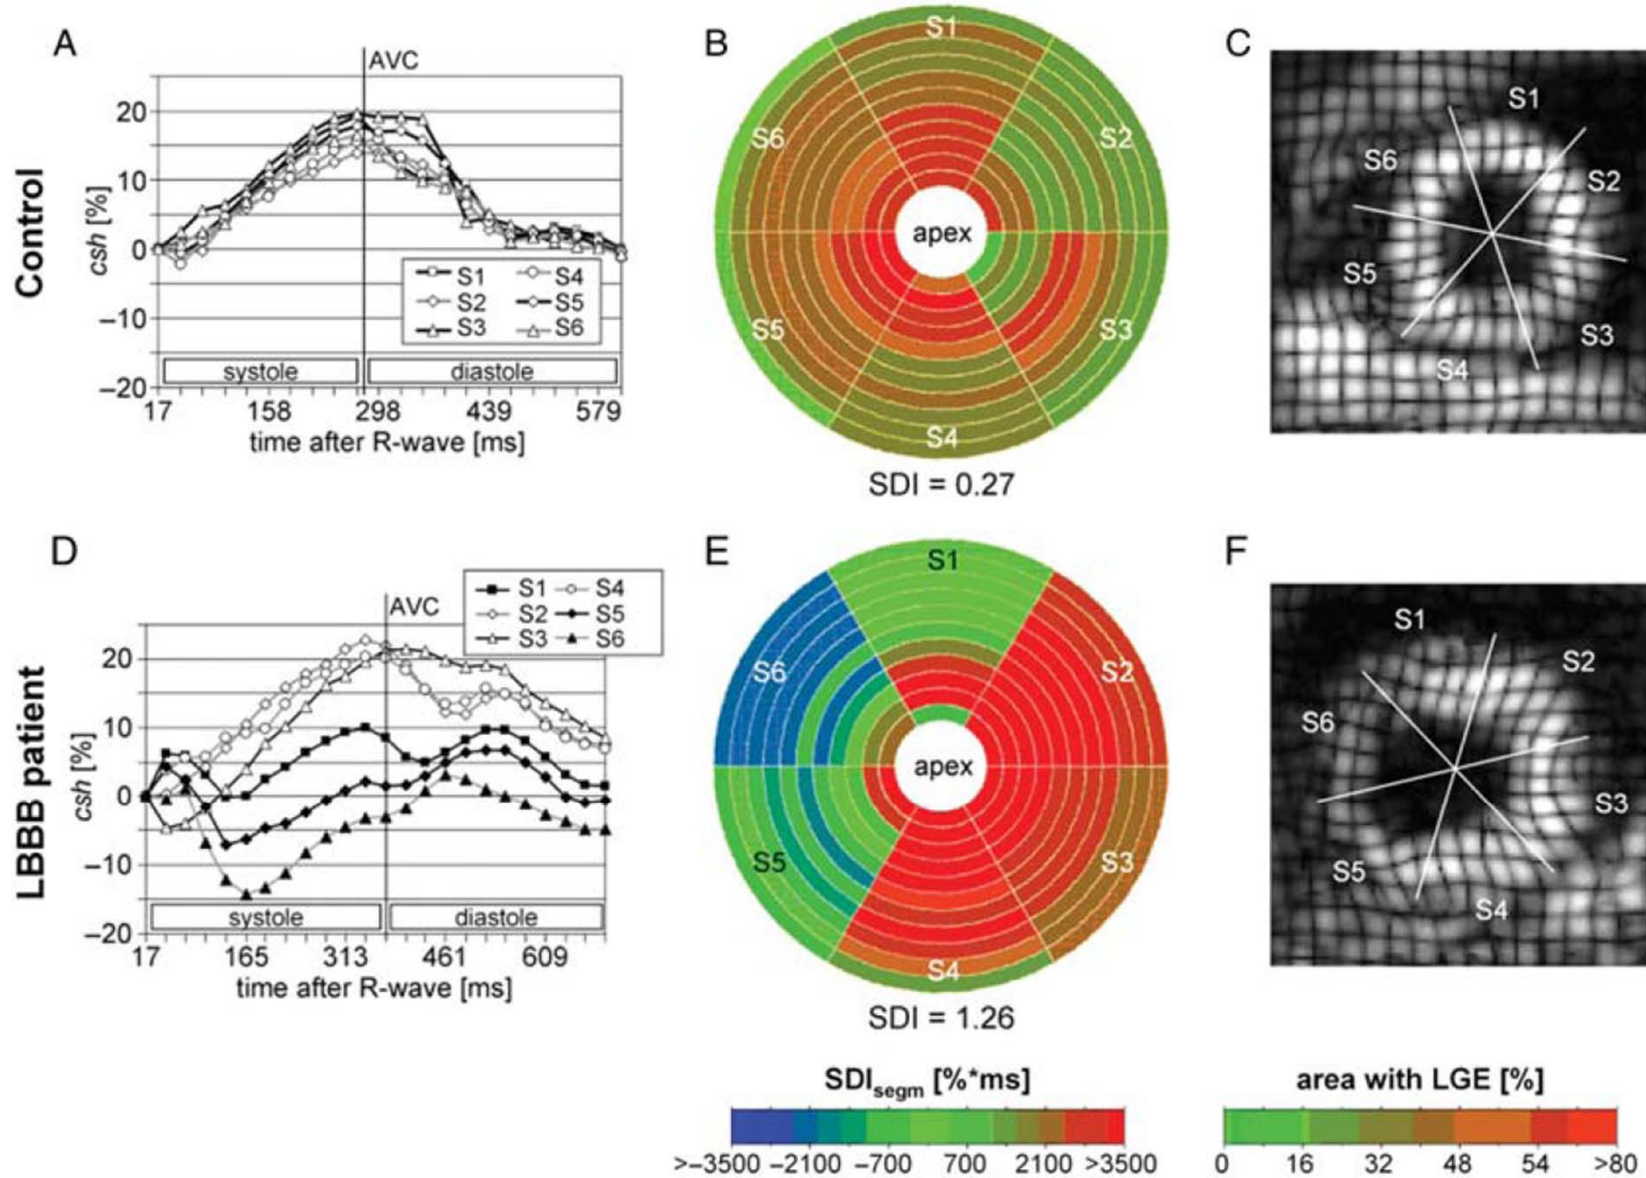 A
AVC
20
10
0
–10
–20
csh [%]
Control
S1 S4
S2 S5
S3 S6
systole diastole
17 158 298 439 579
time after R-wave [ms]
B
S1
S2
S3
S4
S5
S6
apex
SDI = 0.27
C
S1
S2
S3
S4
S5
S6
D
S1 S4
S2 S5
S3 S6
AVC
20
10
0
–10
–20
csh [%]
LBBB patient
systole diastole
17 165 313 461 609
time after R-wave [ms]
E
S1
S2
S3
S4
S5
S6
apex
SDI = 1.26
F
S1
S2
S3
S4
S5
S6
SDIsegm [%*ms]
>–3500 –2100 –700 700 2100 >3500
area with LGE [%]
0 16 32 48 54 >80